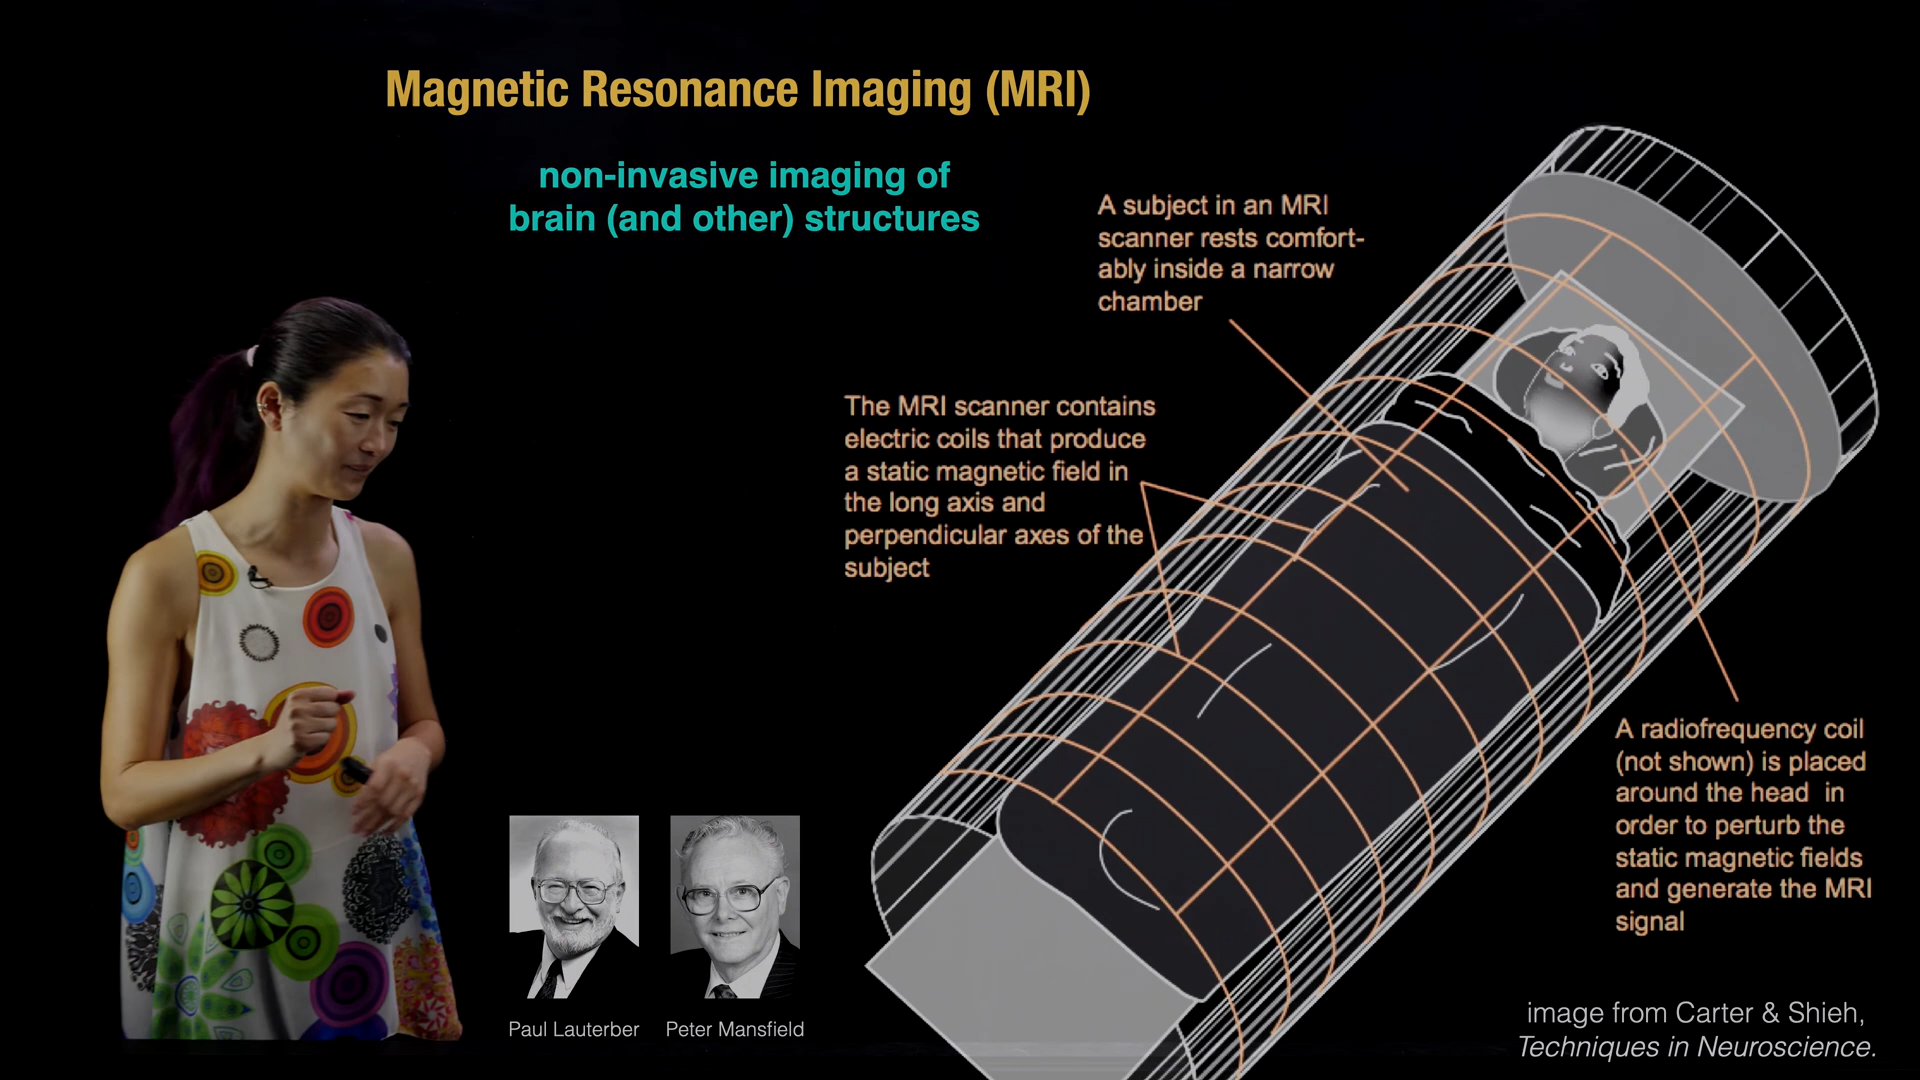 Magnetic Resonance Imaging (MRI)
non-invasive imaging of
brain (and other) structures
A subject in an MRI
scanner rests comfort-
ably inside a narrow
chamber
The MRI scanner contains
electric coils that produce
a static magnetic field in
the long axis and
perpendicular axes of the
subject
A radiofrequency coil
(not shown) is placed
around the head in
order to perturb the
static magnetic fields
and generate the MRI
signal
Paul Lauterber
Peter Mansfield
image from Carter & Shieh,
Techniques in Neuroscience.